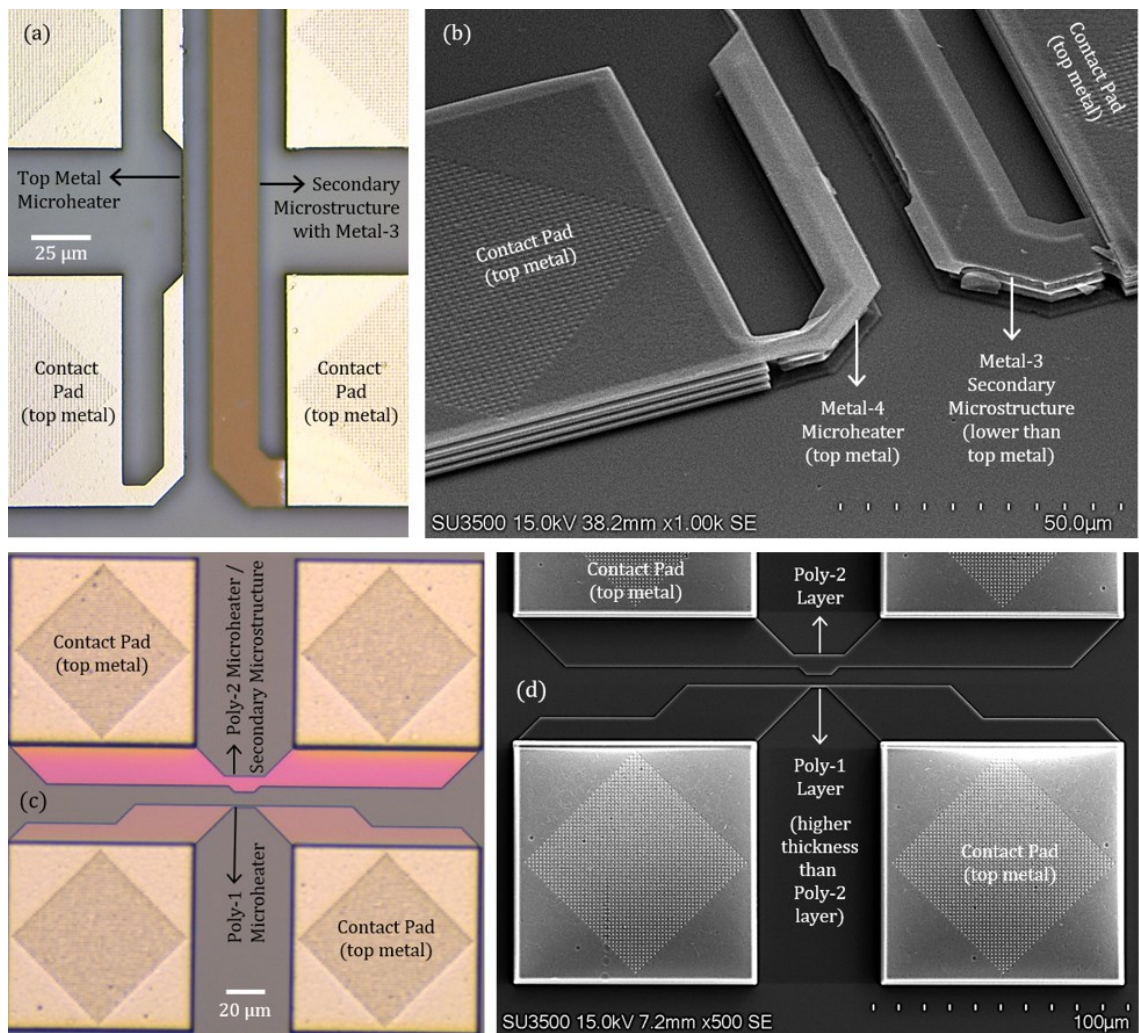 (a)
Top Metal
Microheater
25 μm
Secondary
Microstructure
with Metal-3
Contact
Pad
(top metal)
Contact
Pad
(top metal)
(b)
Contact Pad
(top metal)
Contact Pad
(top metal)
Metal-4
Microheater
(top metal)
Metal-3
Secondary
Microstructure
(lower than
top metal)
SU3500 15.0kV 38.2mm x1.00k SE
50.0μm
(c)
Contact Pad
(top metal)
Poly-2 Microheater /
Secondary Microstructure
Poly-1
Microheater
Contact Pad
(top metal)
20 μm
Contact Pad
(top metal)
Poly-2
Layer
(d)
Poly-1
Layer
(higher
thickness
than
Poly-2
layer)
Contact Pad
(top metal)
SU3500 15.0kV 7.2mm x500 SE
100μm